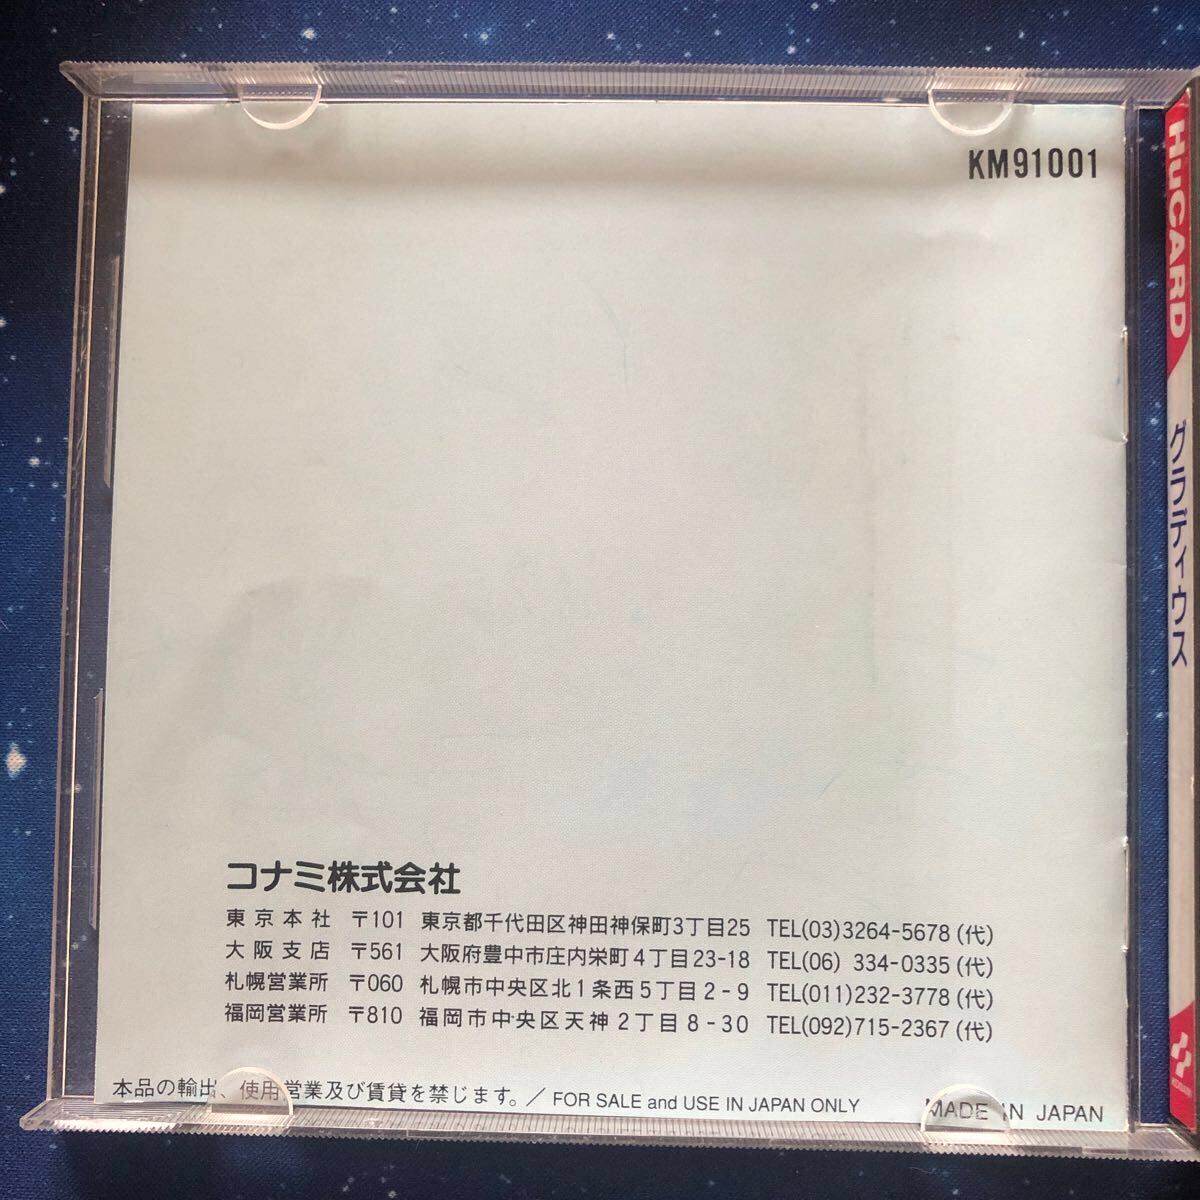 KM91001
HuCARD
グラディウス
コナミ株式会社
東京本社 〒101 東京都千代田区神田神保町3丁目25 TEL(03)3264-5678(代)
大阪支店 〒561 大阪府豊中市庄内栄町4丁目23-18 TEL(06) 334-0335(代)
札幌営業所 〒060 札幌市中央区北1条西5丁目2-9 TEL(011)232-3778(代)
福岡営業所 〒810 福岡市中央区天神2丁目8-30 TEL(092)715-2367(代)
本品の輸出、使用営業及び賃貸を禁じます。/ FOR SALE and USE IN JAPAN ONLY MADE IN JAPAN
KONAMI